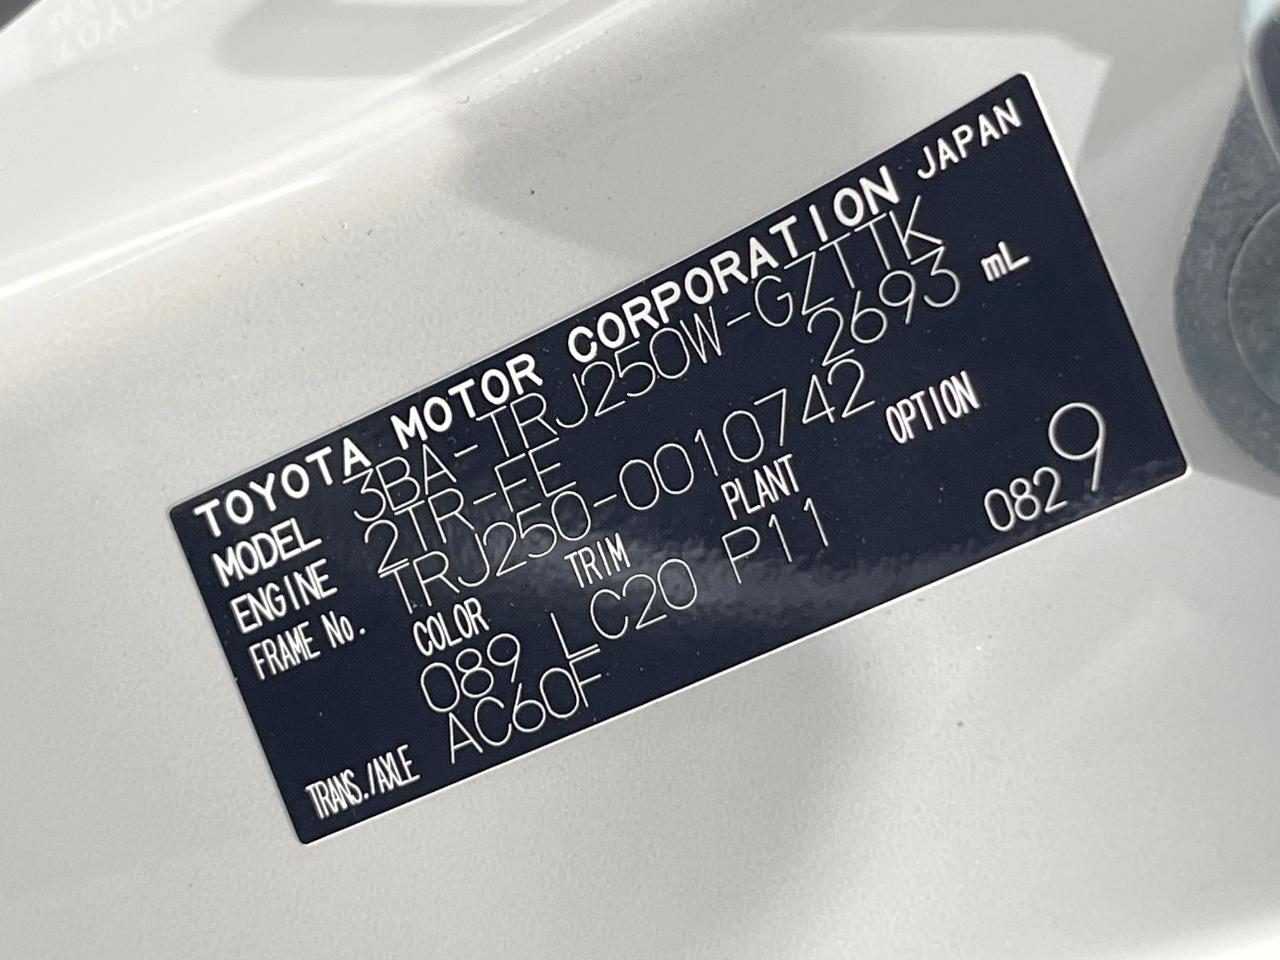 TOYOTA MOTOR CORPORATION JAPAN
MODEL 3BA-TRJ250W-GZTTK
ENGINE 2TR-FE 2693 mL
FRAME No. TRJ250-0010742
COLOR TRIM PLANT OPTION
089 LC20 P11 0829
TRANS./AXLE AC60F